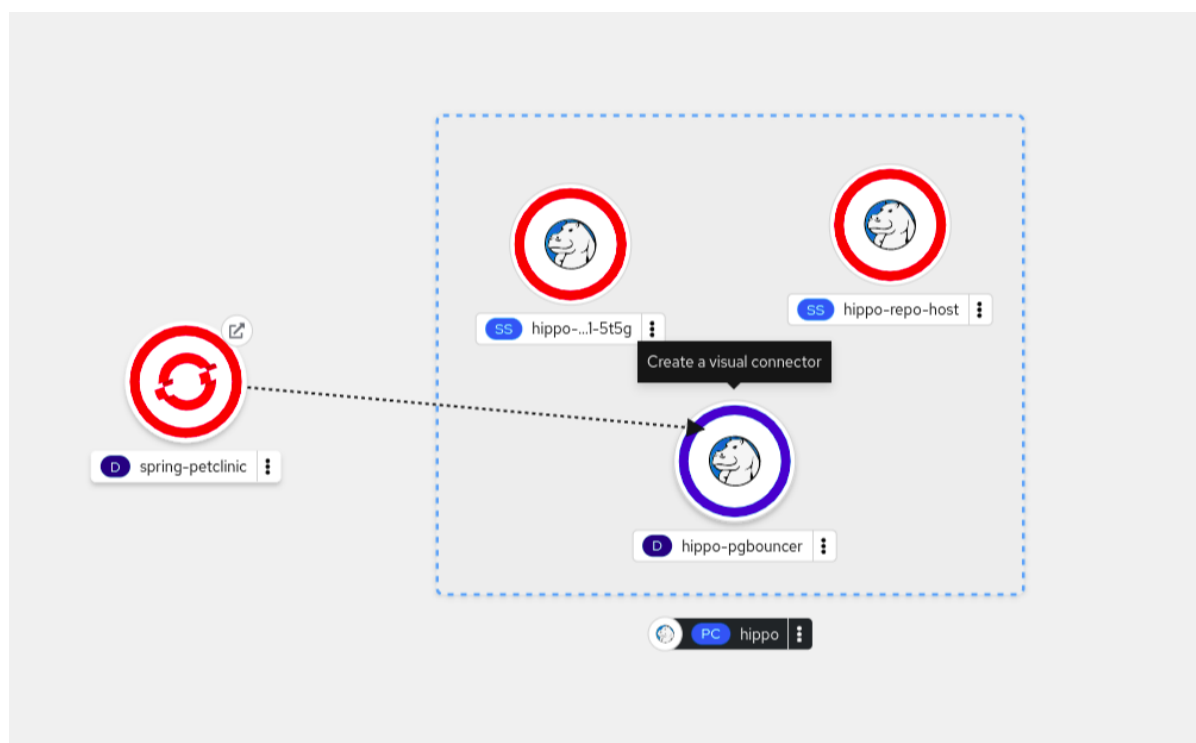 SS hippo-...1-5t5g
SS hippo-repo-host
Create a visual connector
D spring-petclinic
D hippo-pgbouncer
PC hippo